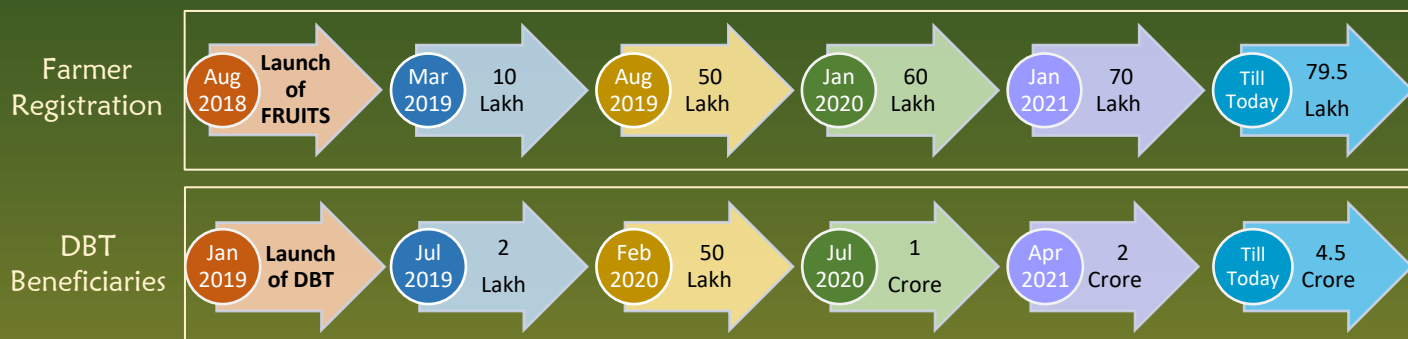 Farmer
Registration
Aug
2018
Launch
of
FRUITS
Mar
2019
10
Lakh
Aug
2019
50
Lakh
Jan
2020
60
Lakh
Jan
2021
70
Lakh
Till
Today
79.5
Lakh
DBT
Beneficiaries
Jan
2019
Launch
of DBT
Jul
2019
2
Lakh
Feb
2020
50
Lakh
Jul
2020
1
Crore
Apr
2021
2
Crore
Till
Today
4.5
Crore